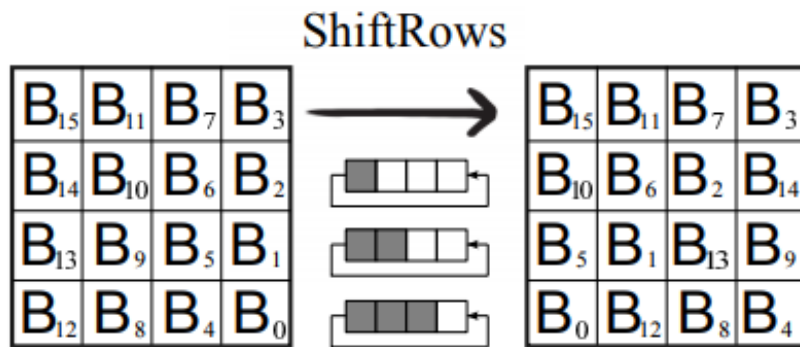 ShiftRows
B15 B11 B7 B3 B15 B11 B7 B3
B14 B10 B6 B2 B10 B6 B2 B14
B13 B9 B5 B1 B5 B1 B13 B9
B12 B8 B4 B0 B0 B12 B8 B4